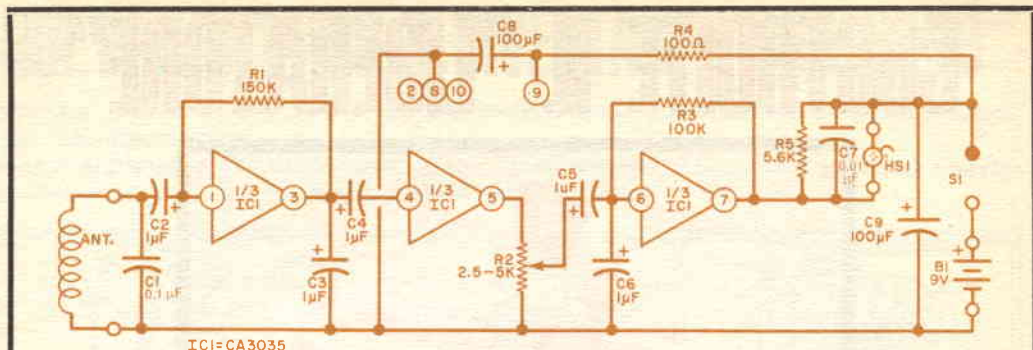 C8
100µF
+
2 8 10
9
R4
100Ω
R1
150K
R3
100K
1
1/3
IC1
3
4
1/3
IC1
5
6
1/3
IC1
7
C2
1µF
+
ANT.
C1
0.1µF
C3
1µF
+
C4
1µF
+
R2
2.5-5K
C5
1µF
+
C6
1µF
+
R5
5.6K
C7
0.01
µF
HS1
C9
100µF
+
S1
B1
9V
+
IC1=CA3035